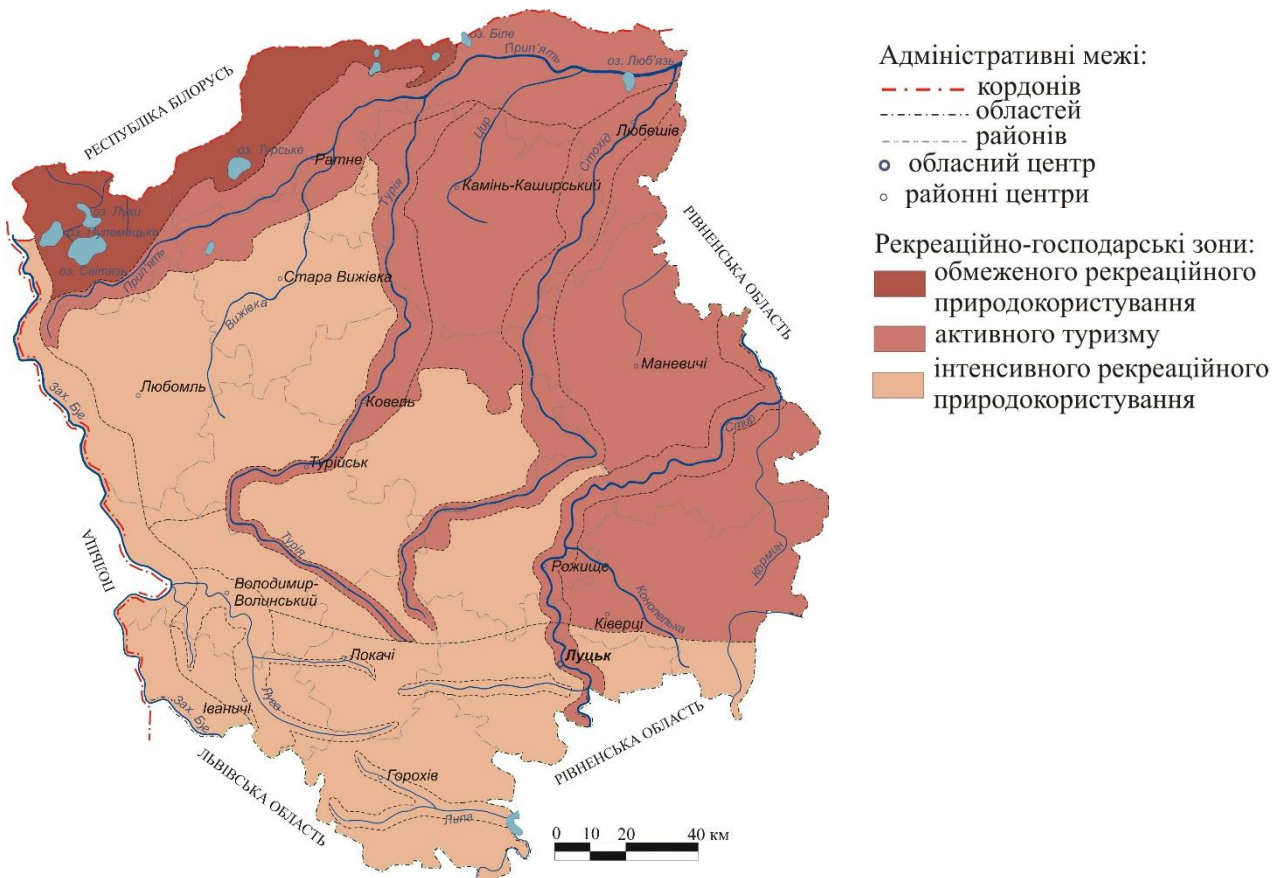 оз. Біле
Прип'ять
оз. Люб'язь
РЕСПУБЛІКА БІЛОРУСЬ
Цир
Любешів
оз. Турське
Ратне
Стохід
Турія
Камінь-Каширський
оз. Луки
оз. Пулемецьке
оз. Світязь
Прип'ять
Стара Вижівка
Вижівка
РІВНЕНСЬКА ОБЛАСТЬ
Маневичі
Любомль
Зах. Буг
Ковель
Стир
Турійськ
ПОЛЬЩА
Турія
Кормин
Рожище
Володимир-
Волинський
Конопелька
Ківерці
Локачі
Луцьк
Іваничі
Луга
Зах. Буг
РІВНЕНСЬКА ОБЛАСТЬ
ЛЬВІВСЬКА ОБЛАСТЬ
Горохів
Липа
0 10 20 40 км
Адміністративні межі:
кордонів
областей
районів
обласний центр
районні центри
Рекреаційно-господарські зони:
обмеженого рекреаційного
природокористування
активного туризму
інтенсивного рекреаційного
природокористування